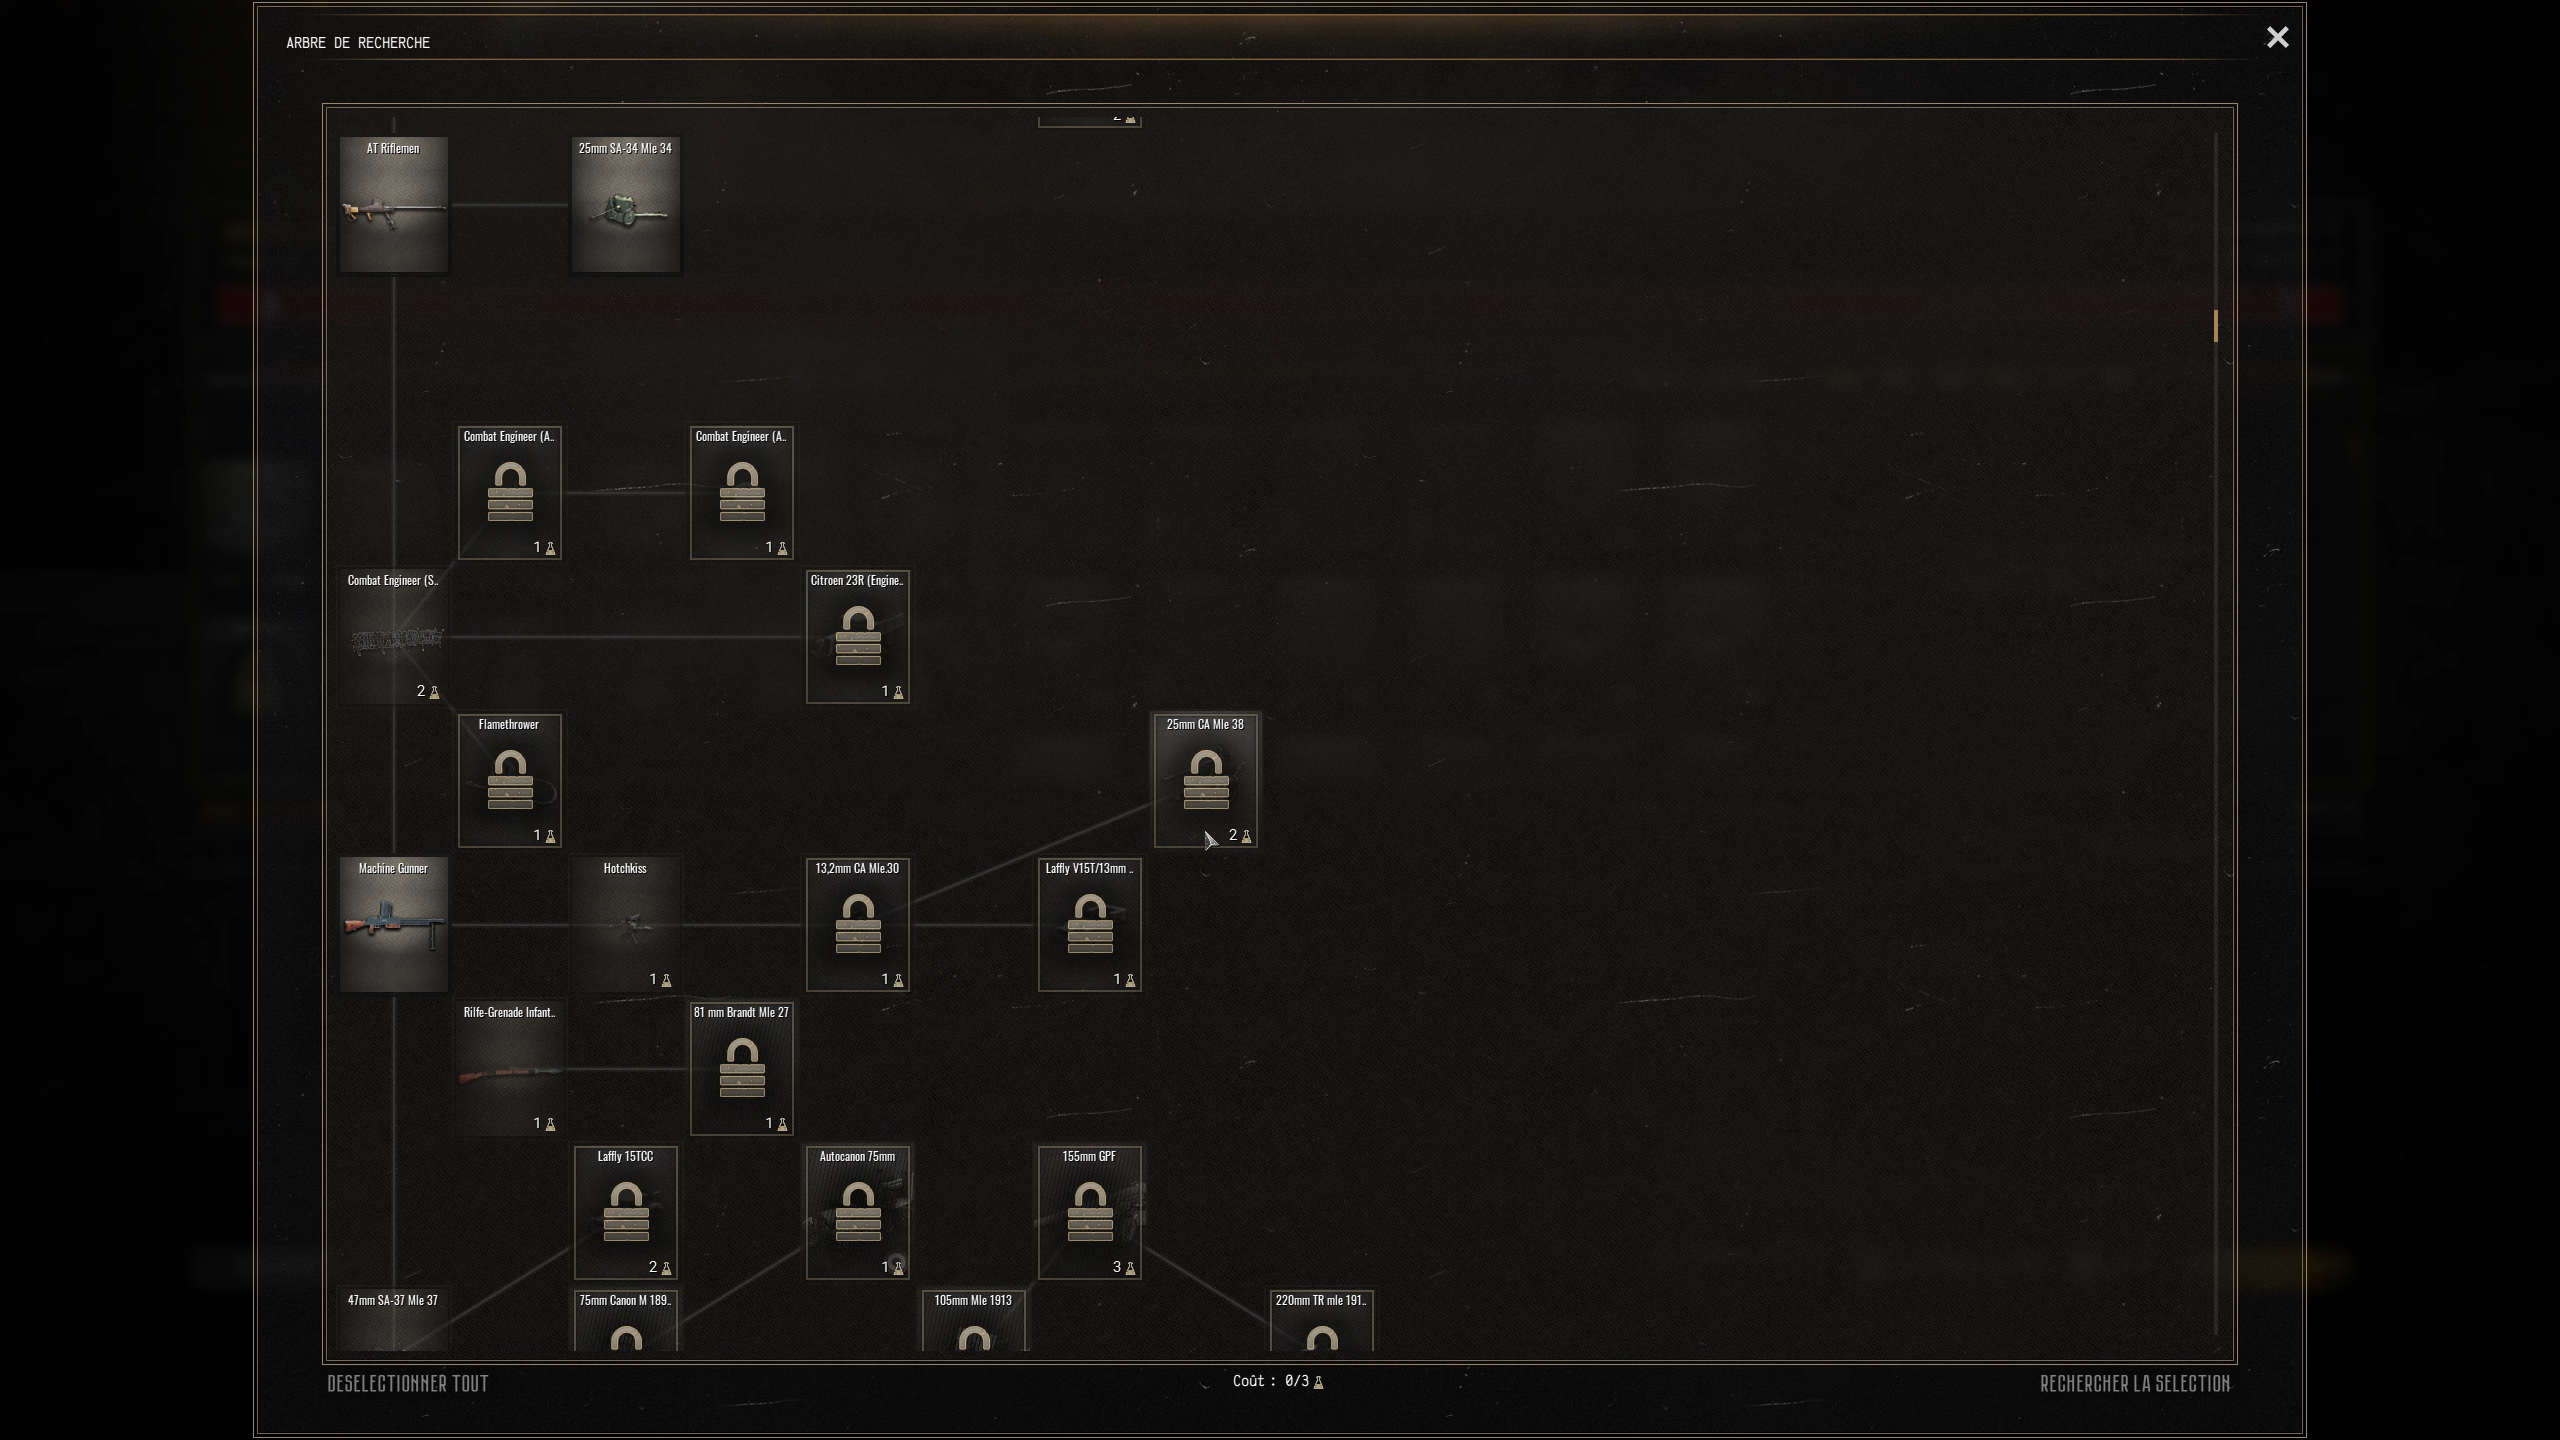 ARBRE DE RECHERCHE
2
AT Riflemen
25mm SA-34 Mle 34
Combat Engineer (A..
Combat Engineer (A..
1
1
Combat Engineer (S..
Citroen 23R (Engine..
2
1
Flamethrower
25mm CA Mle 38
1
2
Machine Gunner
Hotchkiss
13,2mm CA Mle.30
Laffly V15T/13mm ..
1
1
1
Rilfe-Grenade Infant..
81 mm Brandt Mle 27
1
1
Laffly 15TCC
Autocanon 75mm
155mm GPF
2
1
3
47mm SA-37 Mle 37
75mm Canon M 189..
105mm Mle 1913
220mm TR mle 191..
DESELECTIONNER TOUT
Coût : 0/3
RECHERCHER LA SELECTION